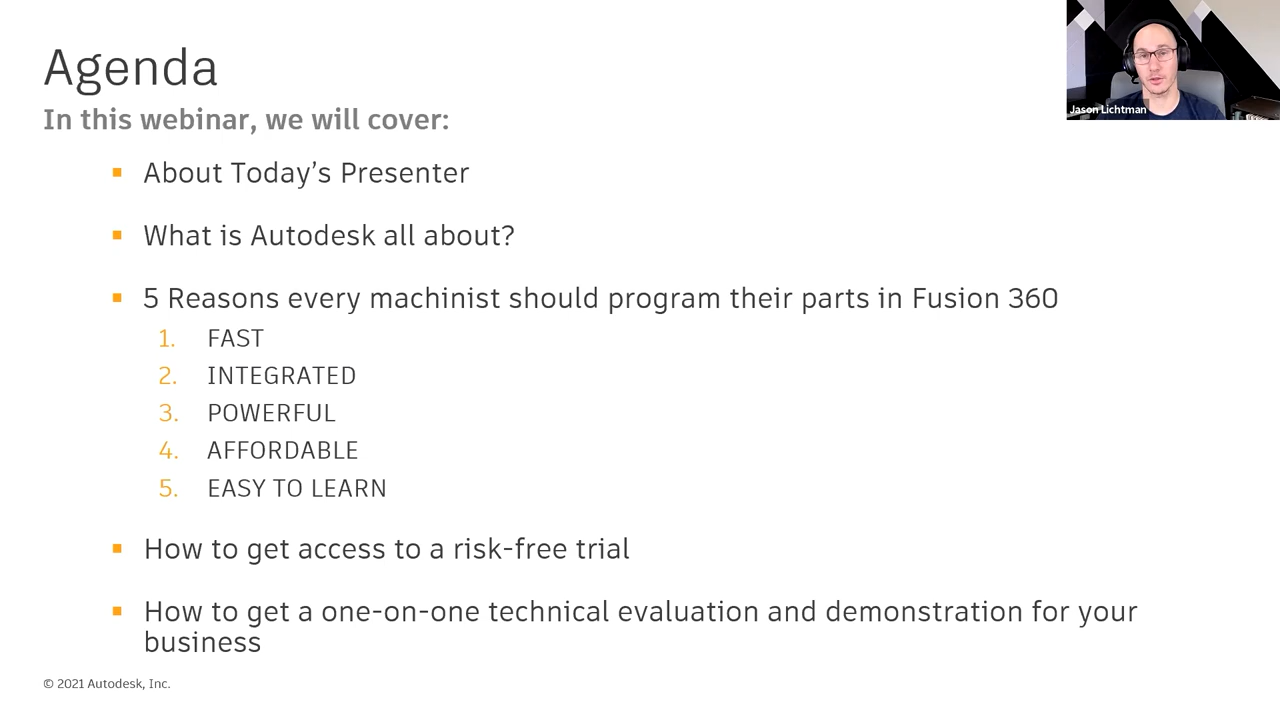 Agenda
In this webinar, we will cover:
Jason Lichtman
▪ About Today’s Presenter
▪ What is Autodesk all about?
▪ 5 Reasons every machinist should program their parts in Fusion 360
1. FAST
2. INTEGRATED
3. POWERFUL
4. AFFORDABLE
5. EASY TO LEARN
▪ How to get access to a risk-free trial
▪ How to get a one-on-one technical evaluation and demonstration for your
business
© 2021 Autodesk, Inc.